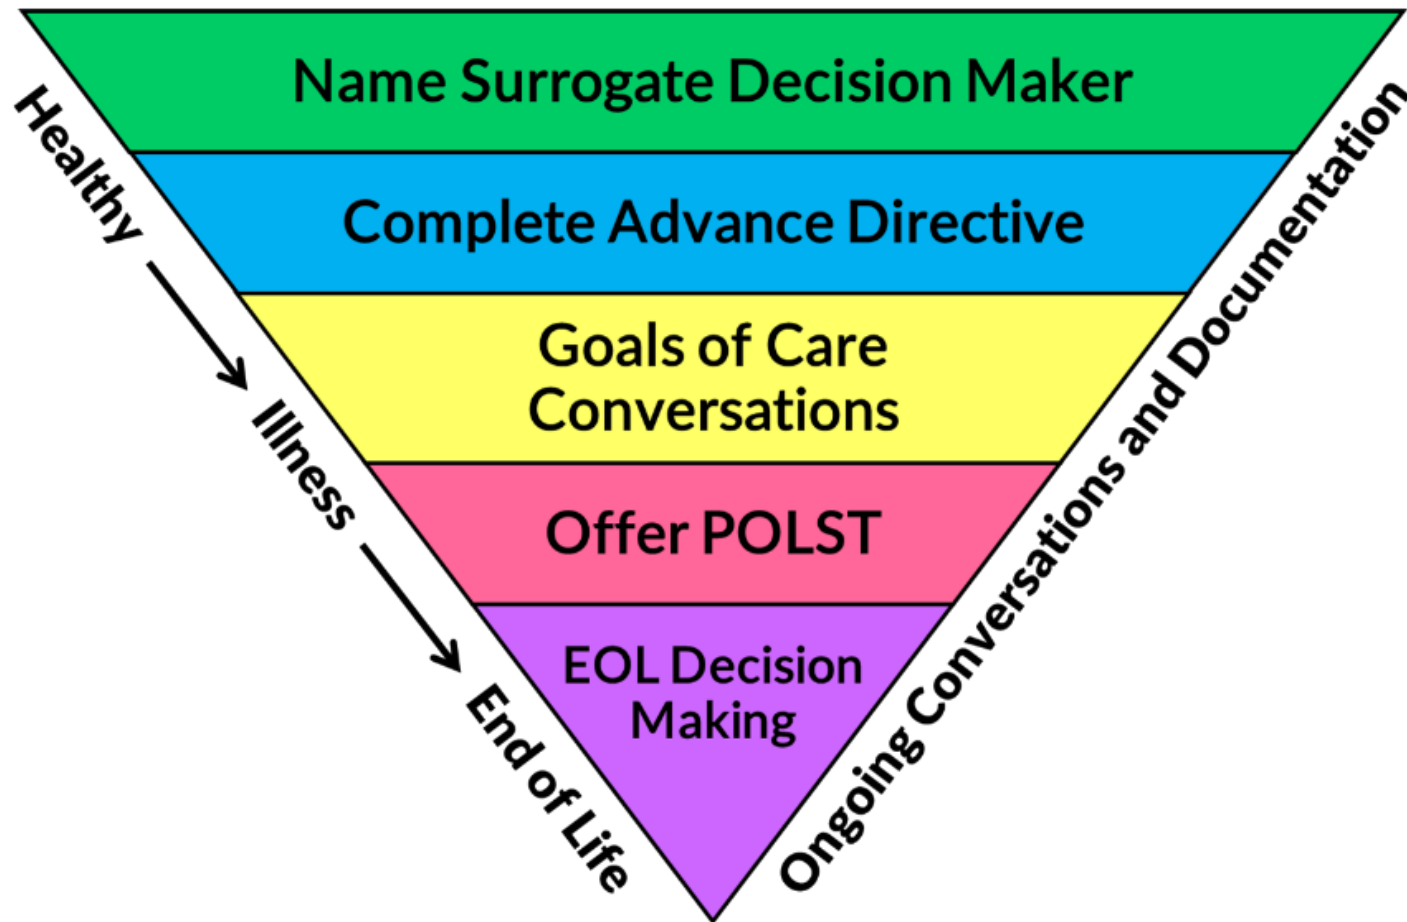 Name Surrogate Decision Maker
Complete Advance Directive
Goals of Care
Conversations
Offer POLST
EOL Decision
Making
Healthy
Illness
End of Life
Ongoing Conversations and Documentation